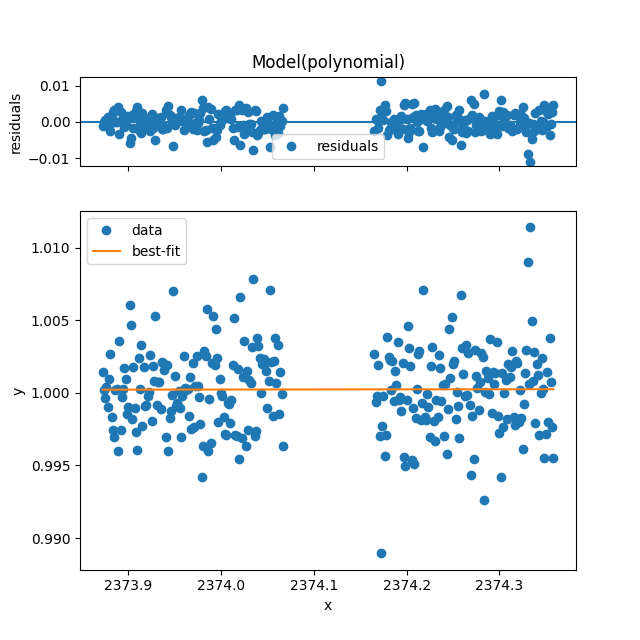 Model(polynomial)
residuals
0.01
0.00
−0.01
residuals
y
1.010
1.005
1.000
0.995
0.990
data
best-fit
2373.9 2374.0 2374.1 2374.2 2374.3
x